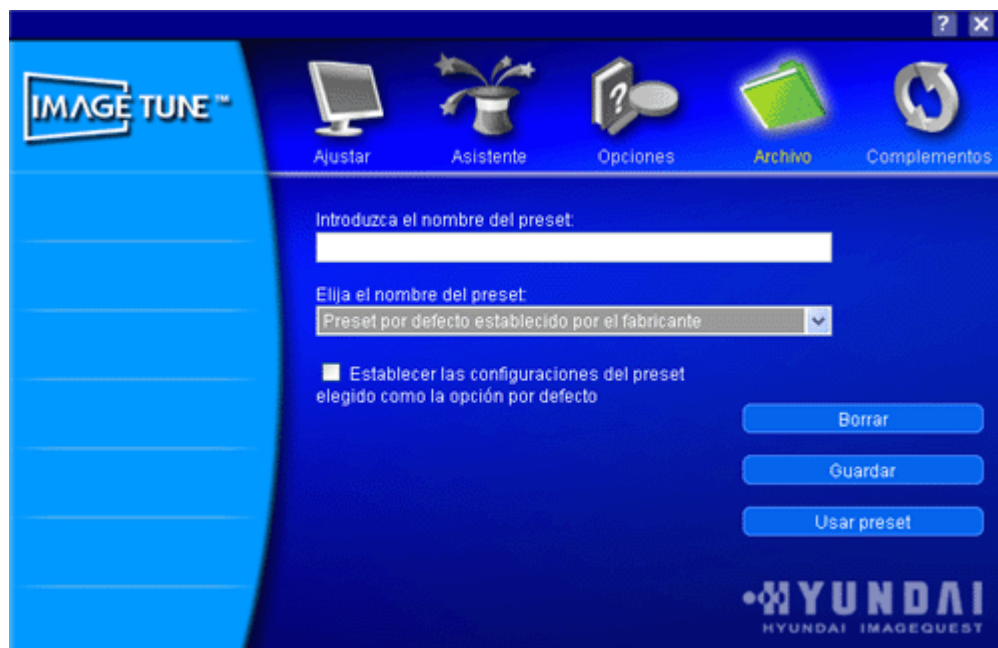 ? X
IMAGE TUNE ™
Ajustar
Asistente
Opciones
Archivo
Complementos
Introduzca el nombre del preset:
Elija el nombre del preset:
Preset por defecto establecido por el fabricante
Establecer las configuraciones del preset
elegido como la opción por defecto
Borrar
Guardar
Usar preset
HYUNDAI
HYUNDAI IMAGEQUEST